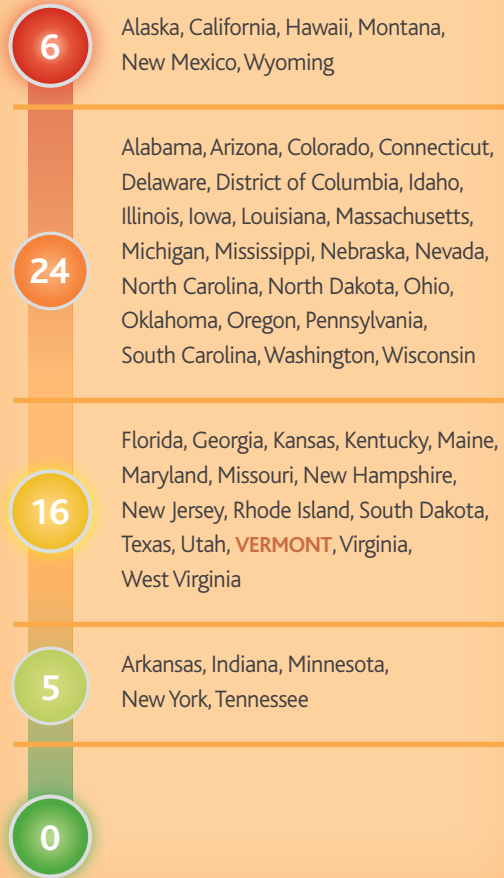 6
Alaska, California, Hawaii, Montana,
New Mexico, Wyoming
24
Alabama, Arizona, Colorado, Connecticut,
Delaware, District of Columbia, Idaho,
Illinois, Iowa, Louisiana, Massachusetts,
Michigan, Mississippi, Nebraska, Nevada,
North Carolina, North Dakota, Ohio,
Oklahoma, Oregon, Pennsylvania,
South Carolina, Washington, Wisconsin
16
Florida, Georgia, Kansas, Kentucky, Maine,
Maryland, Missouri, New Hampshire,
New Jersey, Rhode Island, South Dakota,
Texas, Utah, VERMONT, Virginia,
West Virginia
5
Arkansas, Indiana, Minnesota,
New York, Tennessee
0